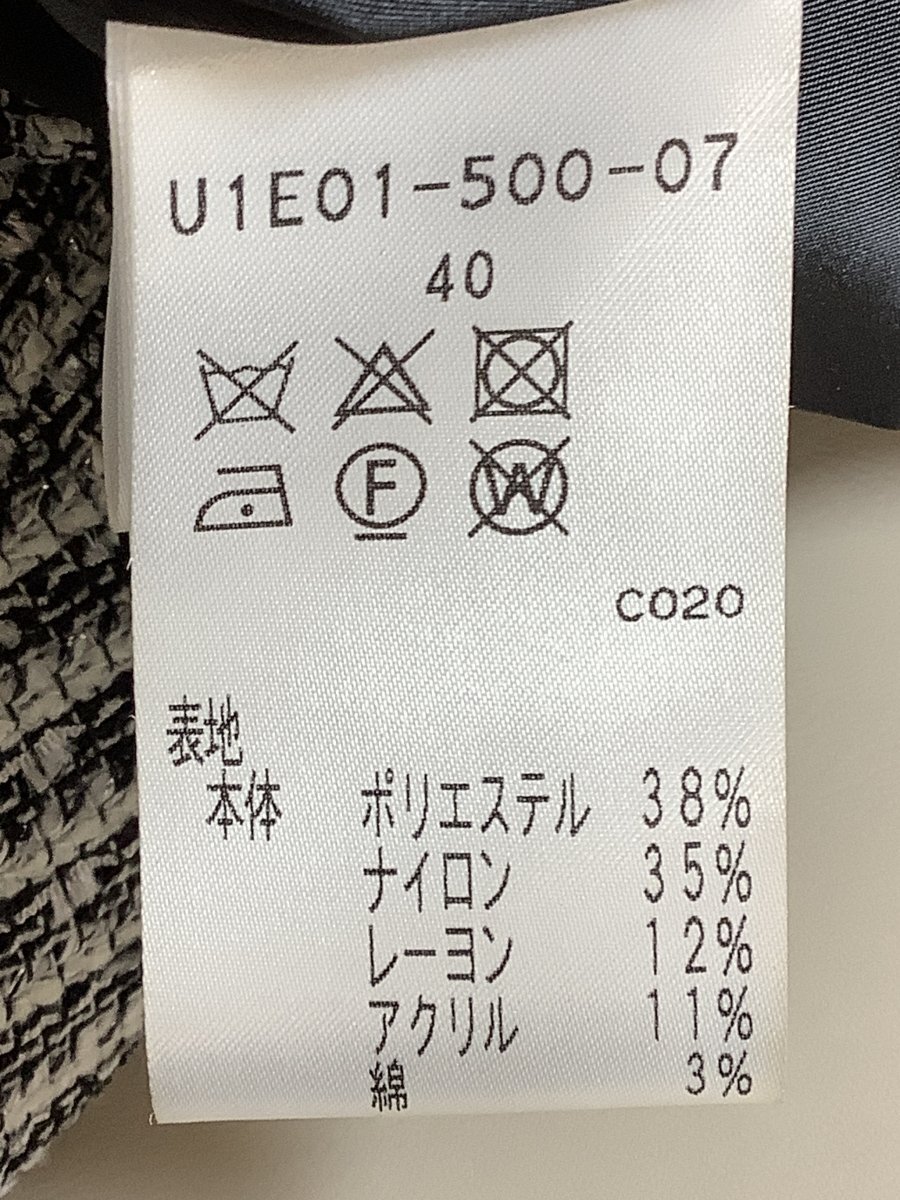 U1E01-500-07
40
F W
C020
表地
本体 ポリエステル 38%
ナイロン 35%
レーヨン 12%
アクリル 11%
綿 3%